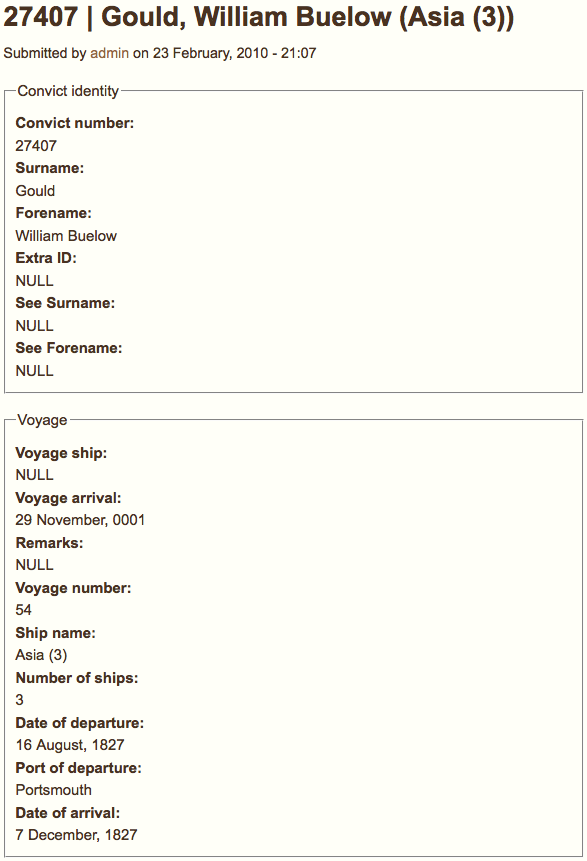 27407 | Gould, William Buelow (Asia (3))
Submitted by admin on 23 February, 2010 - 21:07
Convict identity
Convict number:
27407
Surname:
Gould
Forename:
William Buelow
Extra ID:
NULL
See Surname:
NULL
See Forename:
NULL
Voyage
Voyage ship:
NULL
Voyage arrival:
29 November, 0001
Remarks:
NULL
Voyage number:
54
Ship name:
Asia (3)
Number of ships:
3
Date of departure:
16 August, 1827
Port of departure:
Portsmouth
Date of arrival:
7 December, 1827